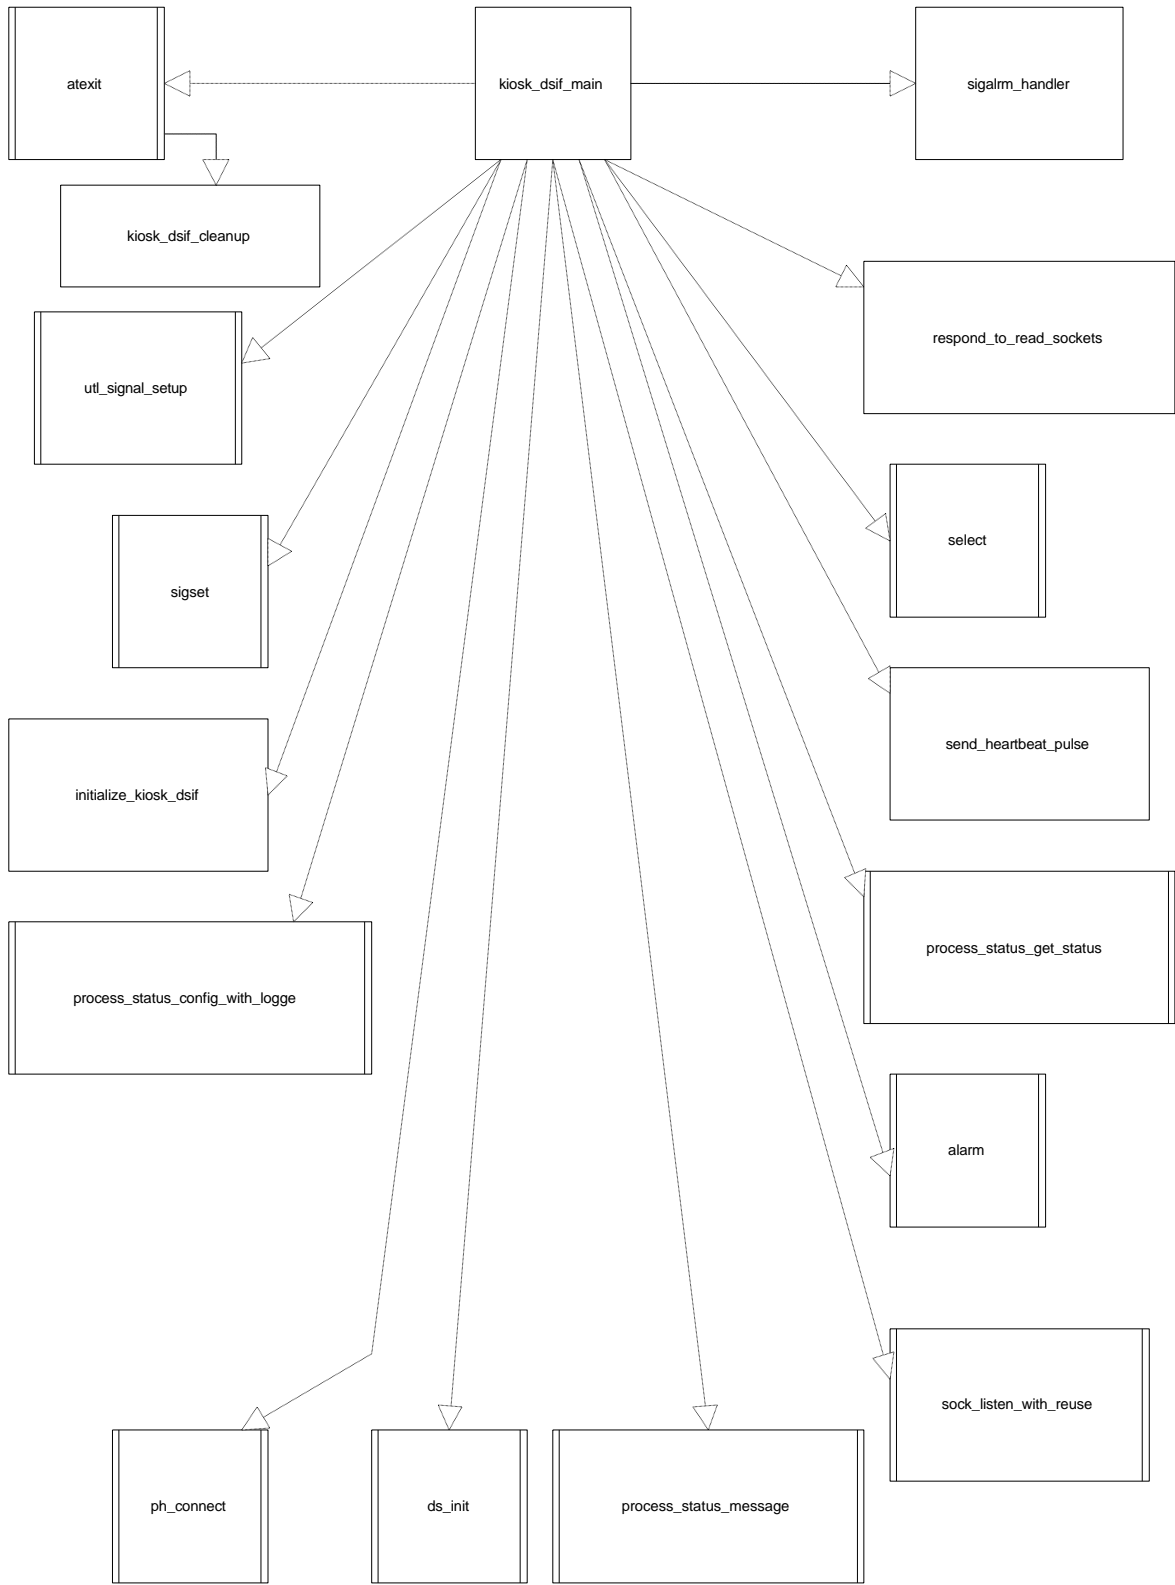 atexit
kiosk_dsif_main
sigalrm_handler
kiosk_dsif_cleanup
respond_to_read_sockets
utl_signal_setup
select
sigset
send_heartbeat_pulse
initialize_kiosk_dsif
process_status_get_status
process_status_config_with_logge
alarm
sock_listen_with_reuse
ph_connect
ds_init
process_status_message